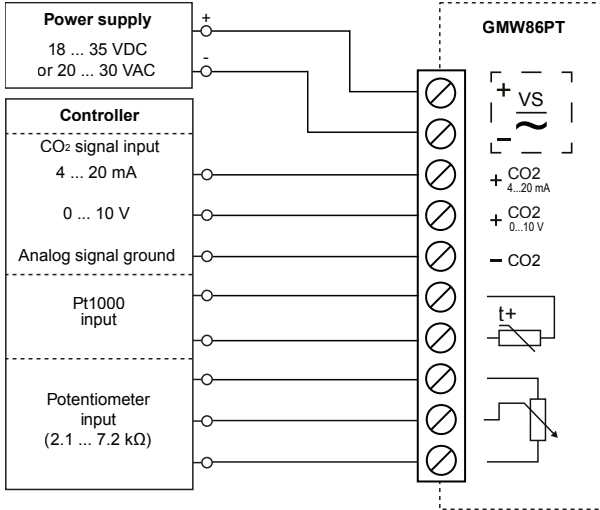 Power supply
18 ... 35 VDC
or 20 ... 30 VAC
+
-
Controller
CO2 signal input
4 ... 20 mA
0 ... 10 V
Analog signal ground
Pt1000
input
Potentiometer
input
(2.1 ... 7.2 kΩ)
GMW86PT
+ VS
~
–
+ CO2
4...20 mA
+ CO2
0...10 V
– CO2
t+